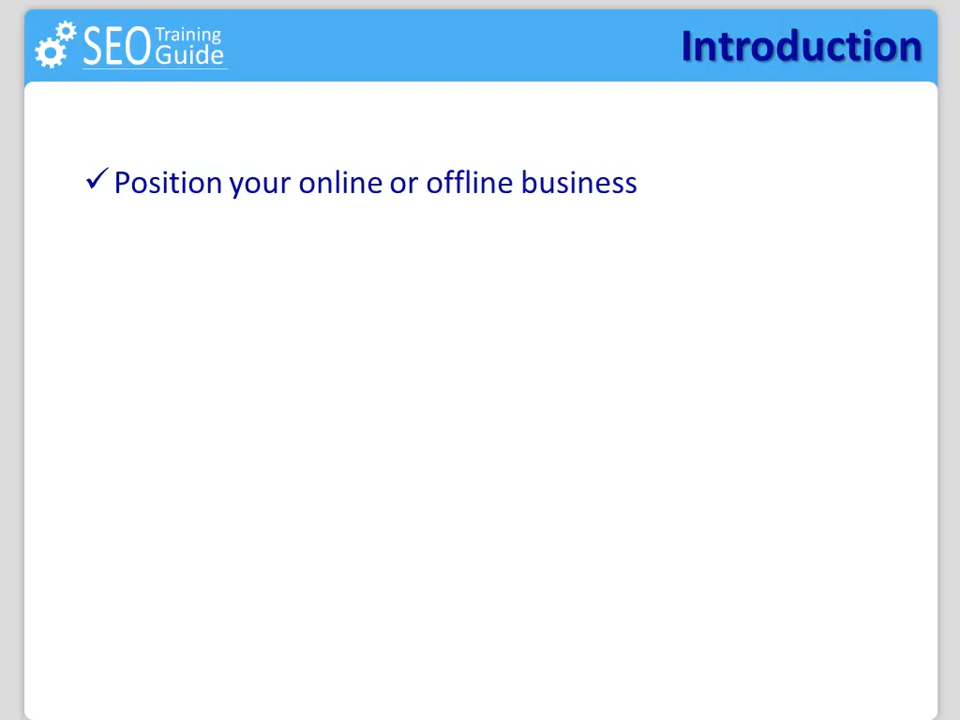 SEO Training Guide
Introduction
✓ Position your online or offline business